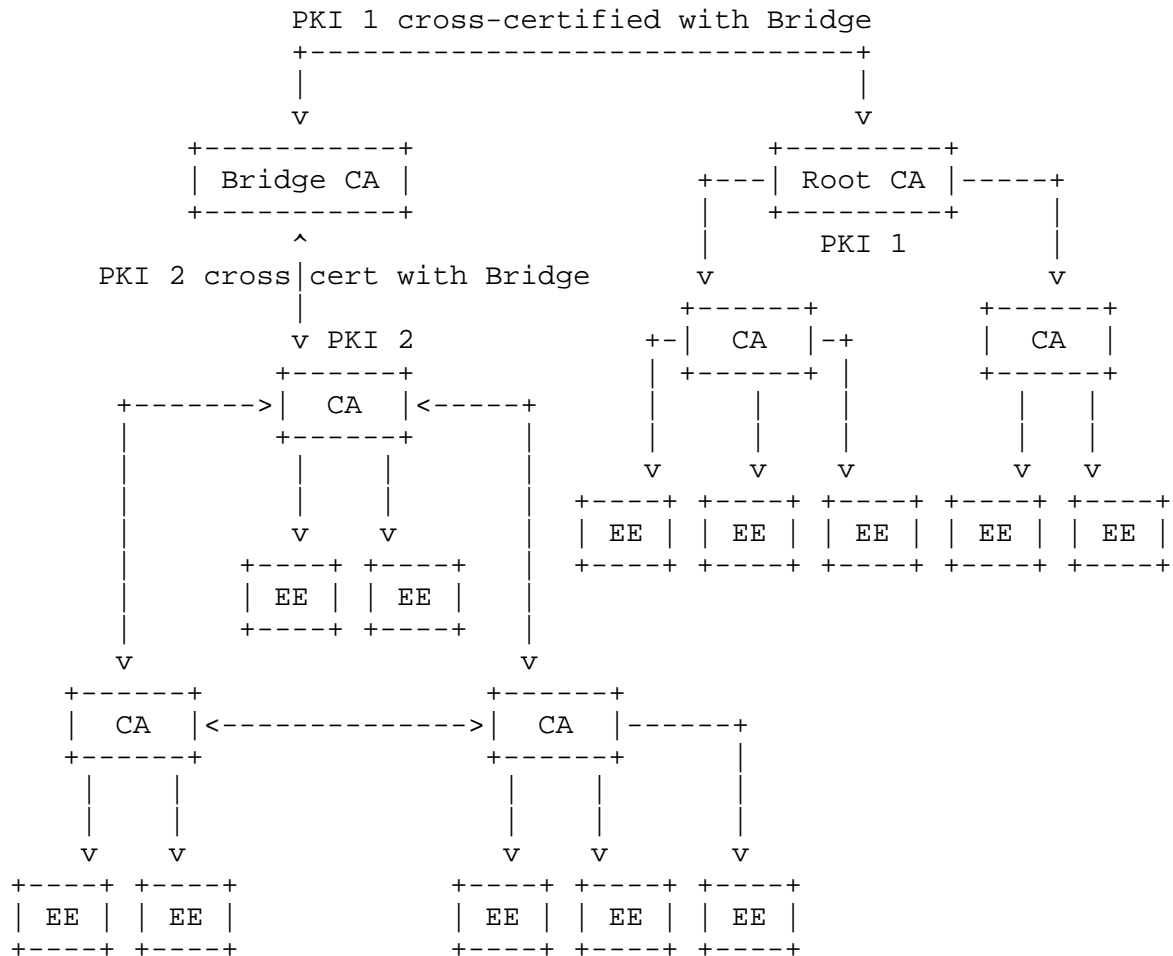 PKI 1 cross-certified with Bridge
Bridge CA
Root CA
PKI 1
PKI 2 cross cert with Bridge
PKI 2
CA CA
CA
EE EE EE EE EE
EE EE
CA CA
EE EE EE EE EE